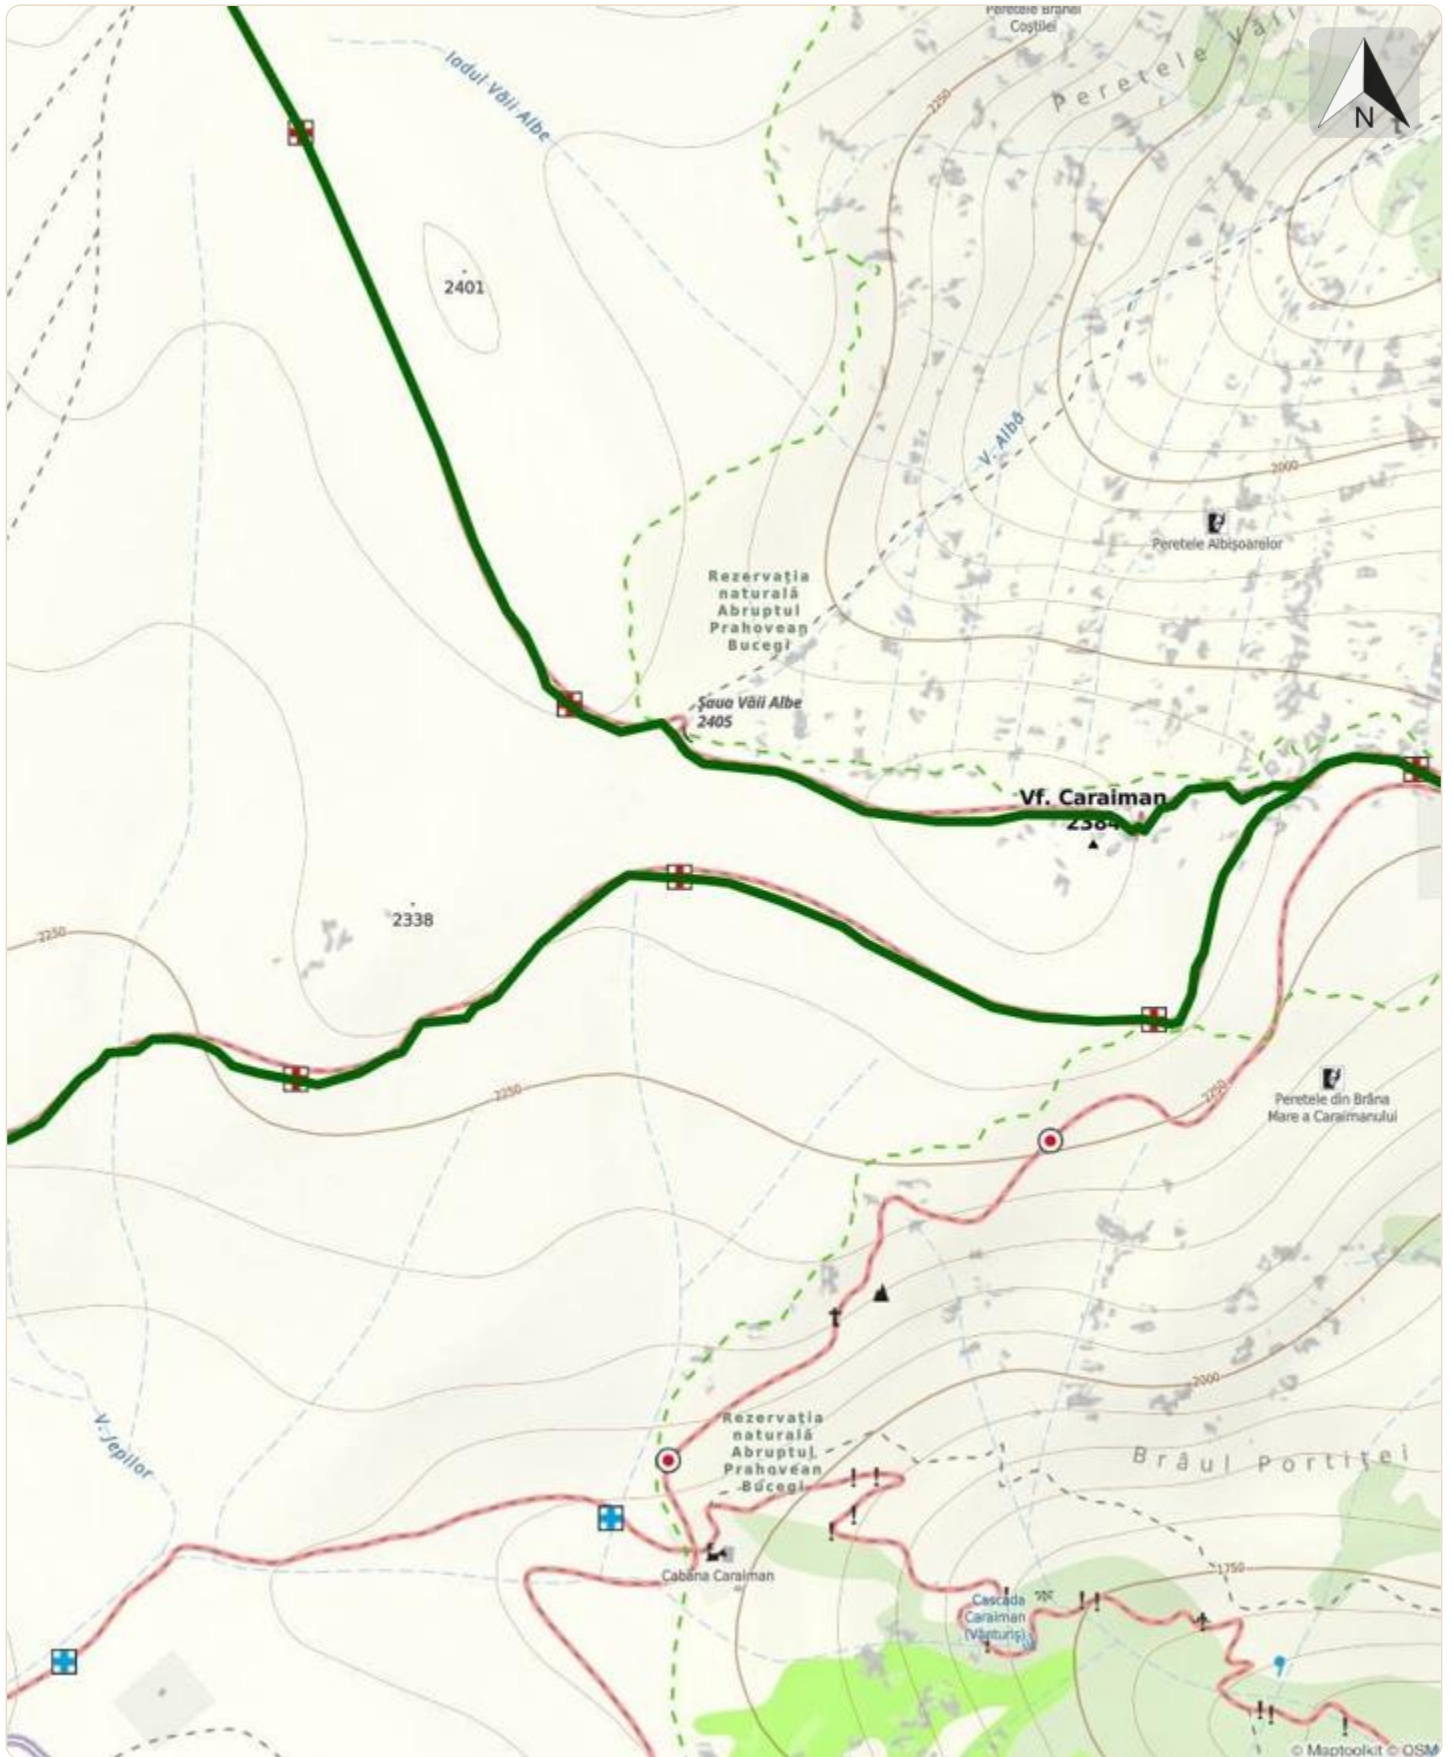 Peretele Brânei
Coștilei
Peretele Văii
N
Iadul Văii Albe
2250
2401
V. Albă
2000
Peretele Albișoarelor
Rezervația
naturală
Abruptul
Prahovean
Bucegi
Șaua Văii Albe
2405
Vf. Caraiman
2384
2338
2250
2250
2250
Peretele din Brâna
Mare a Caraimanului
2000
V. Jepilor
Rezervația
naturală
Abruptul
Prahovean
Bucegi
Brâul Portiței
! !
!
!
Cabana Caraiman
1750
!
Cascada
Caraiman
(Vânturiș)
! !
!
! !
!
© Maptoolkit © OSM